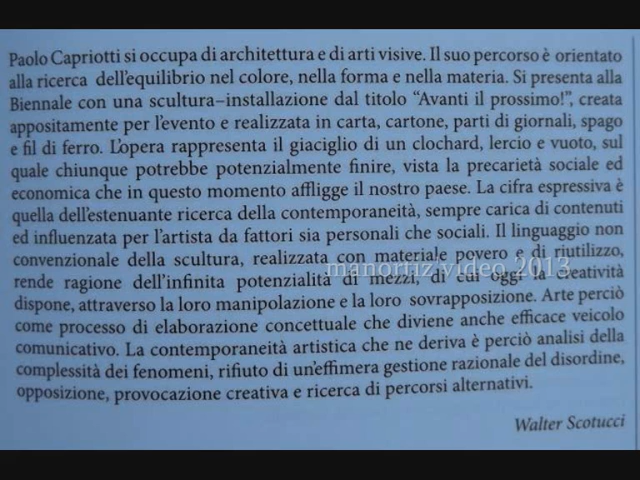 Paolo Capriotti si occupa di architettura e di arti visive. Il suo percorso è orientato
alla ricerca dell'equilibrio nel colore, nella forma e nella materia. Si presenta alla
Biennale con una scultura–installazione dal titolo "Avanti il prossimo!", creata
appositamente per l'evento e realizzata in carta, cartone, parti di giornali, spago
e fil di ferro. L'opera rappresenta il giaciglio di un clochard, lercio e vuoto, sul
quale chiunque potrebbe potenzialmente finire, vista la precarietà sociale ed
economica che in questo momento affligge il nostro paese. La cifra espressiva è
quella dell'estenuante ricerca della contemporaneità, sempre carica di contenuti
ed influenzata per l'artista da fattori sia personali che sociali. Il linguaggio non
convenzionale della scultura, realizzata con materiale povero e di riutilizzo,
manortiz video 2013
rende ragione dell'infinita potenzialità di mezzi, di cui oggi la creatività
dispone, attraverso la loro manipolazione e la loro sovrapposizione. Arte perciò
come processo di elaborazione concettuale che diviene anche efficace veicolo
comunicativo. La contemporaneità artistica che ne deriva è perciò analisi della
complessità dei fenomeni, rifiuto di un'effimera gestione razionale del disordine,
opposizione, provocazione creativa e ricerca di percorsi alternativi.
Walter Scotucci